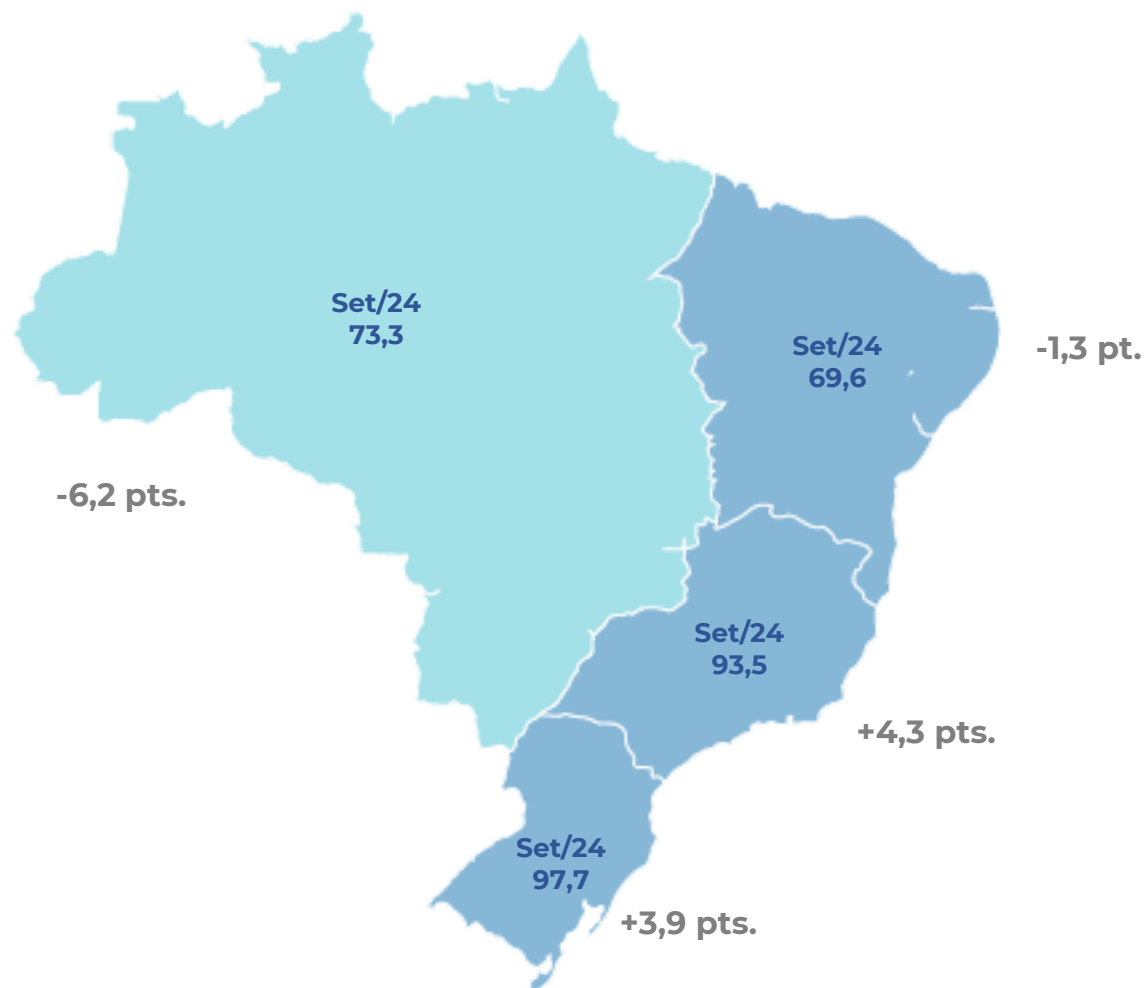 Set/24
73,3
Set/24
69,6
-1,3 pt.
-6,2 pts.
Set/24
93,5
+4,3 pts.
Set/24
97,7
+3,9 pts.